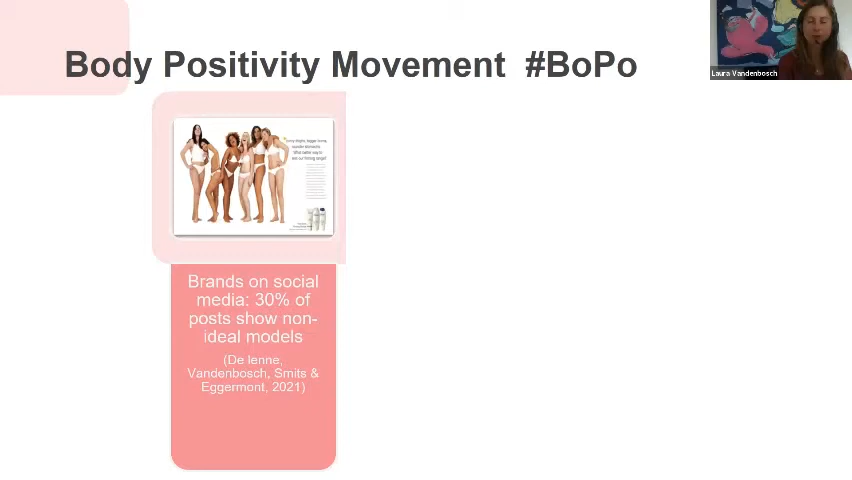 Body Positivity Movement #BoPo
Laura Vandenbosch
Brands on social
media: 30% of
posts show non-
ideal models
(De Ienne,
Vandenbosch, Smits &
Eggermont, 2021)